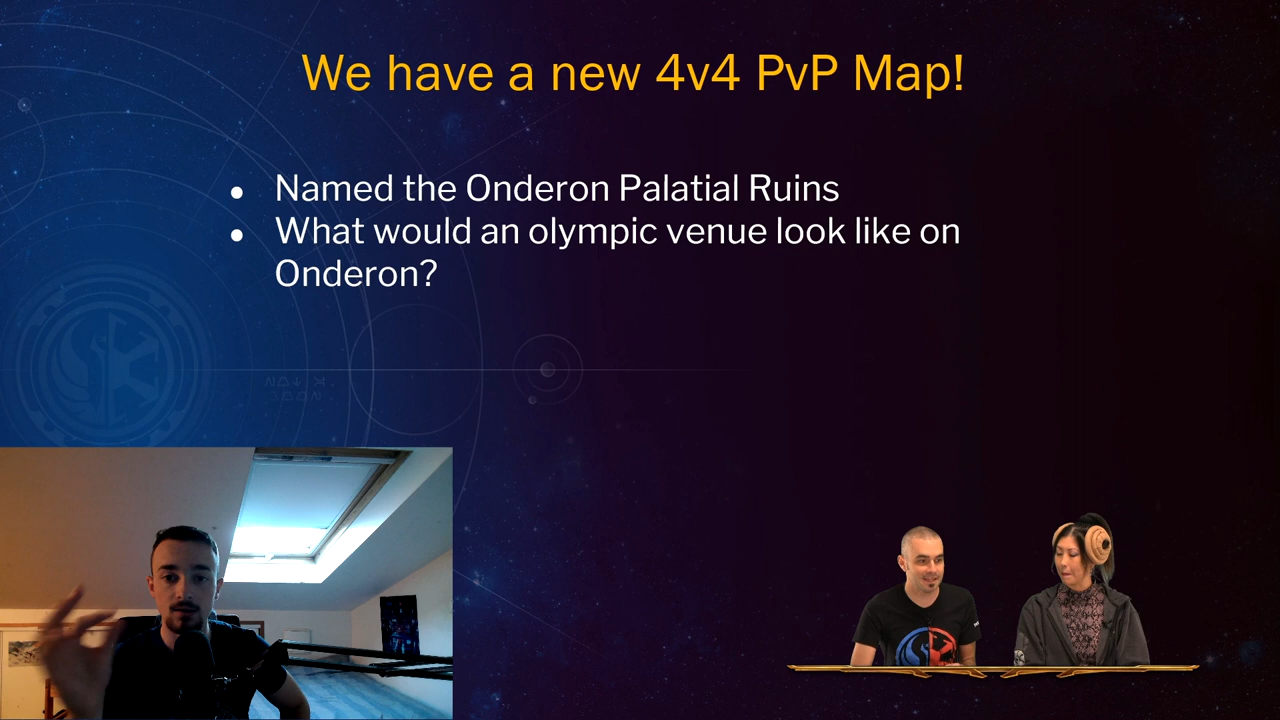 We have a new 4v4 PvP Map!
● Named the Onderon Palatial Ruins
● What would an olympic venue look like on
Onderon?